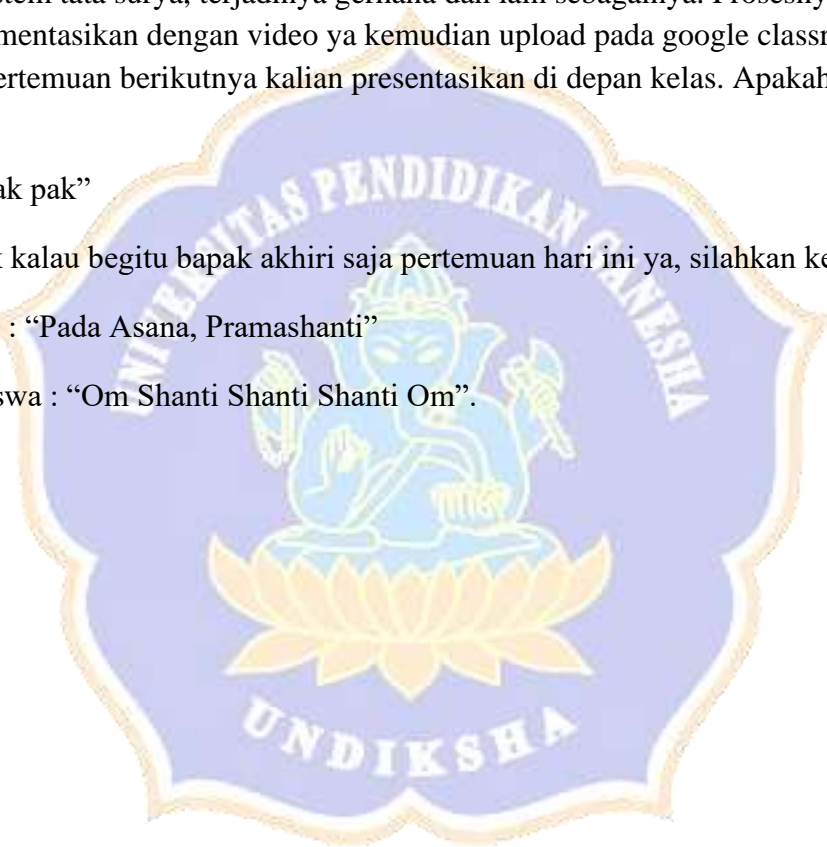 sistem tata surya, terjadinya gerhana dan lain sebagainya.
mentasikan dengan video ya kemudian upload pada google classr
ertemuan berikutnya kalian presentasikan di depan kelas. Apakah
ak pak”
kalau begitu bapak akhiri saja pertemuan hari ini ya, silahkan ke
: “Pada Asana, Pramashanti”
swa : “Om Shanti Shanti Shanti Om”.
UNIVERSITAS PENDIDIKAN GANESHA
UNDIKSHA